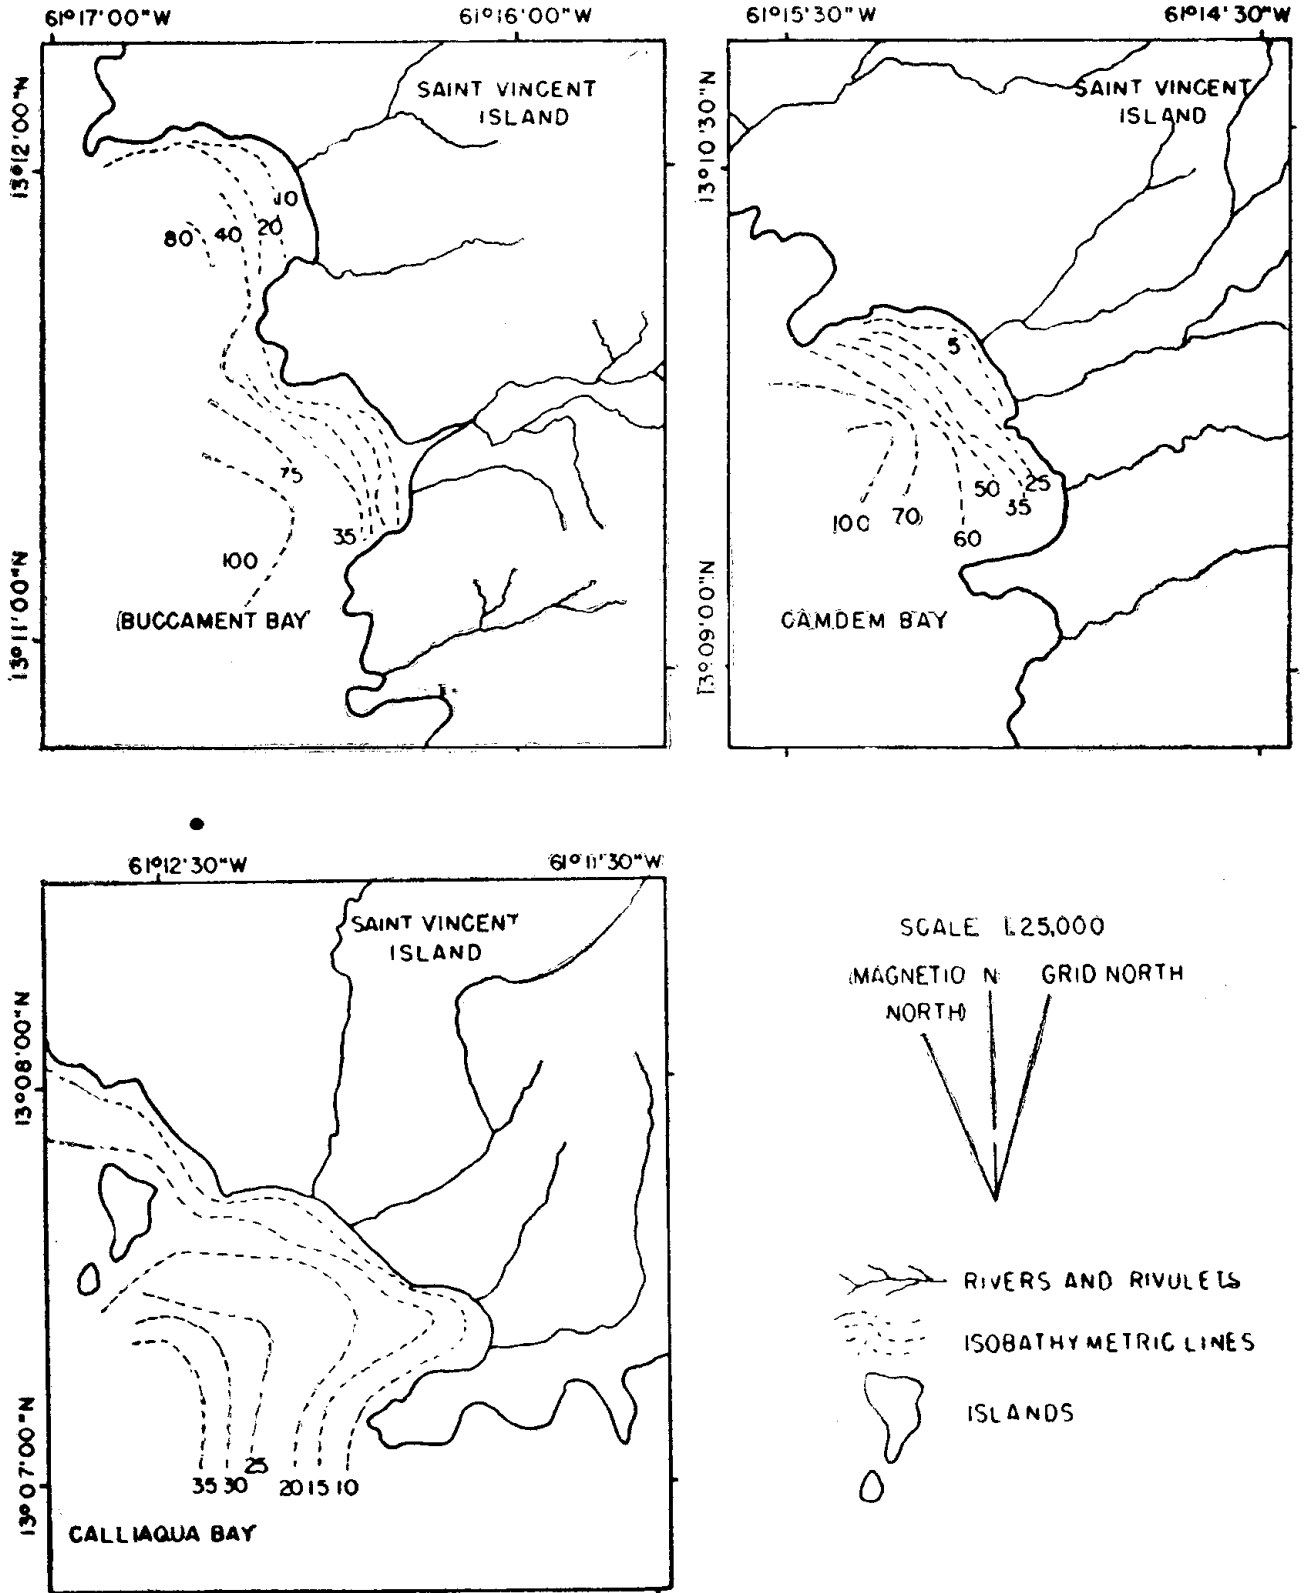 61°17'00"W
61°16'00"W
13°12'00"N
13°11'00"N
SAINT VINCENT
ISLAND
10
20
40
80
75
35
100
(BUCCAMENT BAY
61°15'30"W
61°14'30"W
13°10'30"N
13°09'00"N
SAINT VINCENT
ISLAND
5
50
25
35
100
70
60
CAMDEM BAY
61°12'30"W
61°11'30"W
13°08'00"N
13°07'00"N
SAINT VINCENT
ISLAND
35
30
25
20
15
10
CALLIAQUA BAY
SCALE 1:25,000
(MAGNETIC N GRID NORTH
NORTH)
RIVERS AND RIVULETS
ISOBATHYMETRIC LINES
ISLANDS